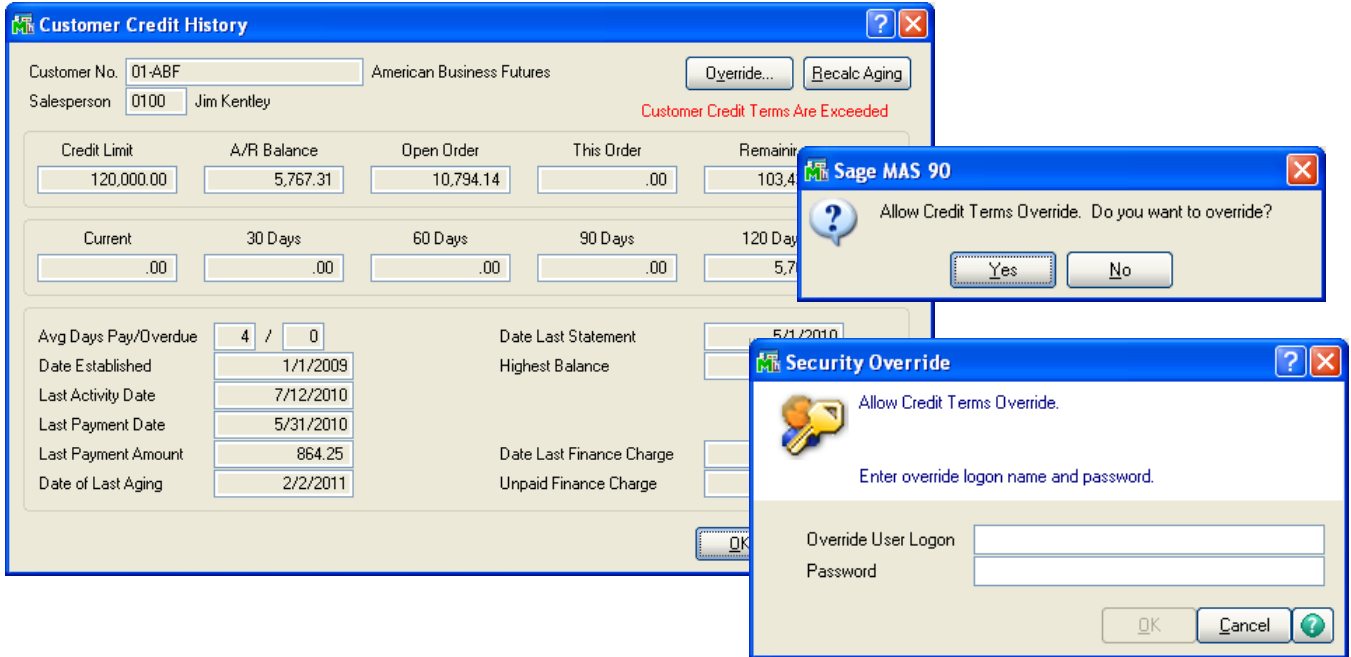 Customer Credit History
Customer No. 01-ABF American Business Futures Override... Recalc Aging
Salesperson 0100 Jim Kentley
Customer Credit Terms Are Exceeded
Credit Limit A/R Balance Open Order This Order
120,000.00 5,767.31 10,794.14 .00
Current 30 Days 60 Days 90 Days 120
.00 .00 .00 .00
Avg Days Pay/Overdue 4 / 0 Date Last Statement 5/1/2010
Date Established 1/1/2009 Highest Balance
Last Activity Date 7/12/2010
Last Payment Date 5/31/2010
Last Payment Amount 864.25 Date Last Finance Charge
Date of Last Aging 2/2/2011 Unpaid Finance Charge
OK
Sage MAS 90
Allow Credit Terms Override. Do you want to override?
Yes No
Security Override
Allow Credit Terms Override.
Enter override logon name and password.
Override User Logon
Password
OK Cancel